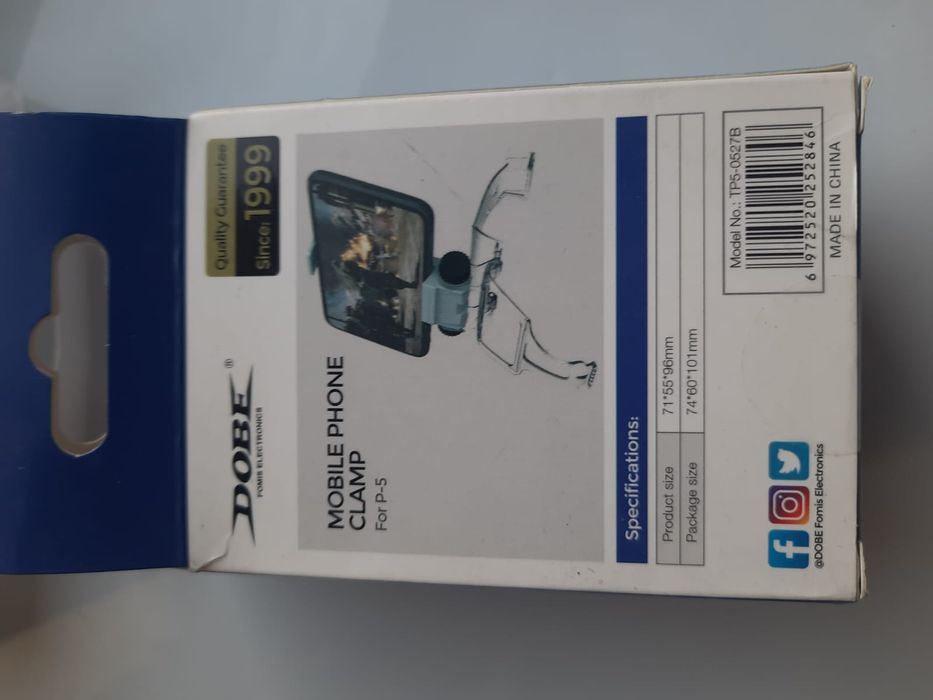 DOBE®
FOMIS ELECTRONICS
Quality Guarantee
Since: 1999
MOBILE PHONE
CLAMP
For P-5
Specifications:
Product size 71*55*96mm
Package size 74*60*101mm
@DOBE Fomis Electronics
Model No.: TP5-0527B
6 972520 252846
MADE IN CHINA